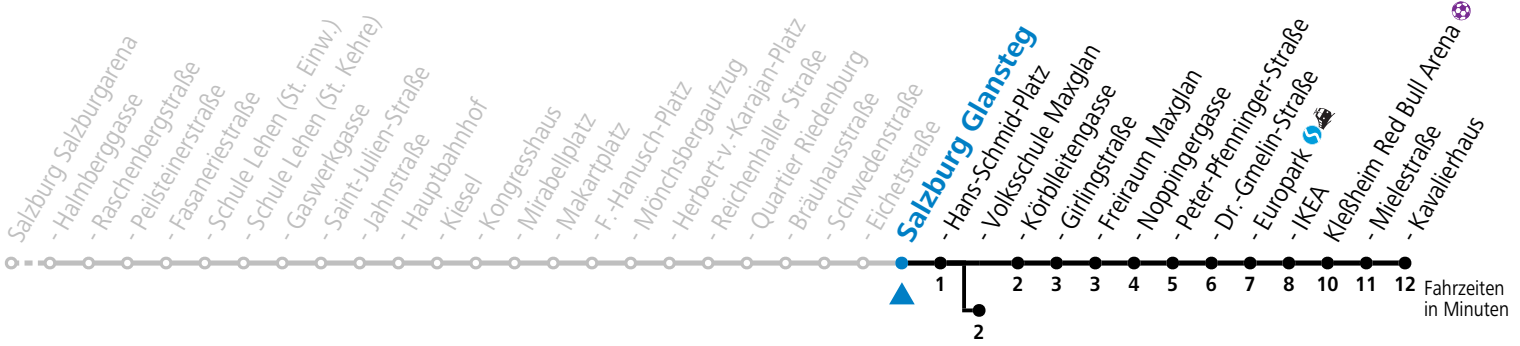 Salzburg Salzburgarena
- Halmberggasse
- Raschenbergstraße
- Peilsteinerstraße
- Fasaneriestraße
- Schule Lehen (St. Einw.)
- Schule Lehen (St. Kehre)
- Gaswerkgasse
- Saint-Julien-Straße
- Jahnstraße
- Hauptbahnhof
- Kiesel
- Kongresshaus
- Mirabellplatz
- Makartplatz
- F.-Hanusch-Platz
- Mönchsbergaufzug
- Herbert-v.-Karajan-Platz
- Reichenhaller Straße
- Quartier Riedenburg
- Bräuhausstraße
- Schwedenstraße
- Eichetstraße
Salzburg Glansteg
- Hans-Schmid-Platz
- Volksschule Maxglan
- Körblleitengasse
- Girlingstraße
- Freiraum Maxglan
- Noppingergasse
- Peter-Pfenninger-Straße
- Dr.-Gmelin-Straße
- Europark
- IKEA
Kleßheim Red Bull Arena
- Mielestraße
- Kavalierhaus
1 2 3 3 4 5 6 7 8 10 11 12
2
Fahrzeiten
in Minuten